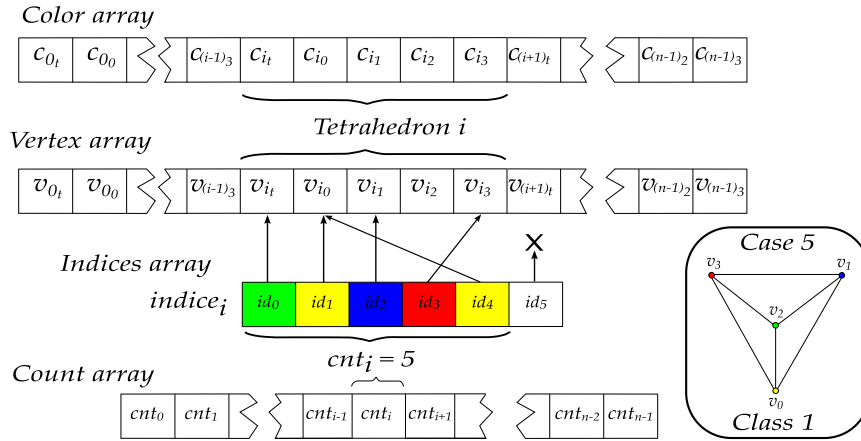 Color array
c0t c00 c(i-1)3 cit ci0 ci1 ci2 ci3 c(i+1)t c(n-1)2 c(n-1)3
Tetrahedron i
Vertex array
v0t v00 v(i-1)3 vit vi0 vi1 vi2 vi3 v(i+1)t v(n-1)2 v(n-1)3
X
Indices array
indicei id0 id1 id2 id3 id4 id5
cnti = 5
Count array
cnt0 cnt1 cnti-1 cnti cnti+1 cntn-2 cntn-1
Case 5
v3 v1
v2
v0
Class 1